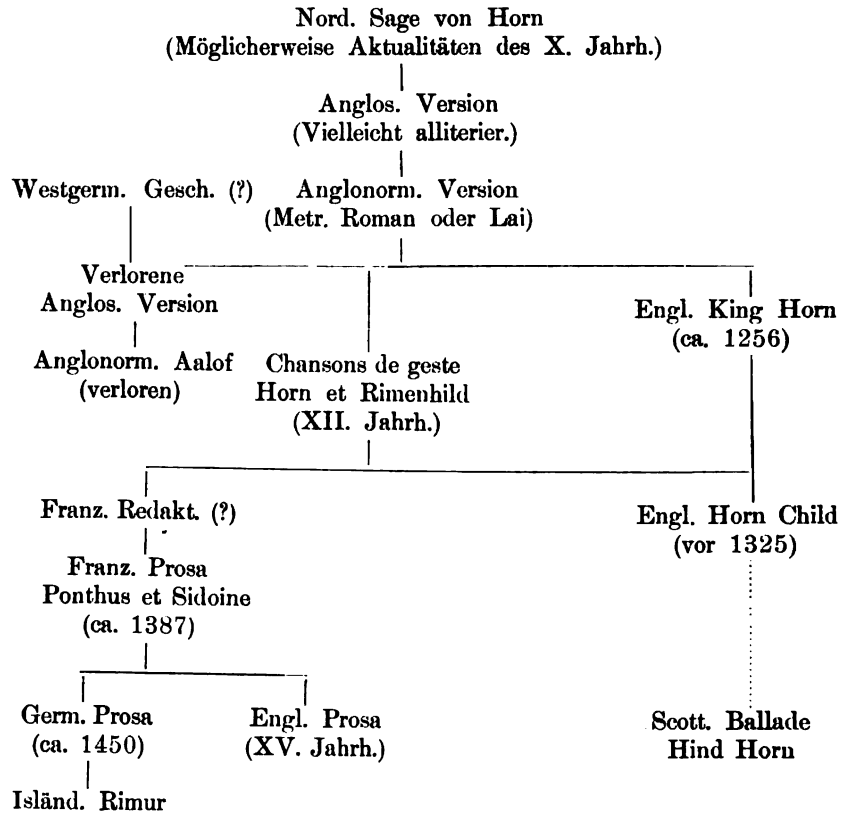 Nord. Sage von Horn
(Möglicherweise Aktualitäten des X. Jahrh.)
Anglos. Version
(Vielleicht alliterier.)
Westgerm. Gesch. (?)
Anglonorm. Version
(Metr. Roman oder Lai)
Verlorene
Anglos. Version
Engl. King Horn
(ca. 1256)
Anglonorm. Aalof
(verloren)
Chansons de geste
Horn et Rimenhild
(XII. Jahrh.)
Franz. Redakt. (?)
Engl. Horn Child
(vor 1325)
Franz. Prosa
Ponthus et Sidoine
(ca. 1387)
Germ. Prosa
(ca. 1450)
Engl. Prosa
(XV. Jahrh.)
Scott. Ballade
Hind Horn
Isländ. Rimur